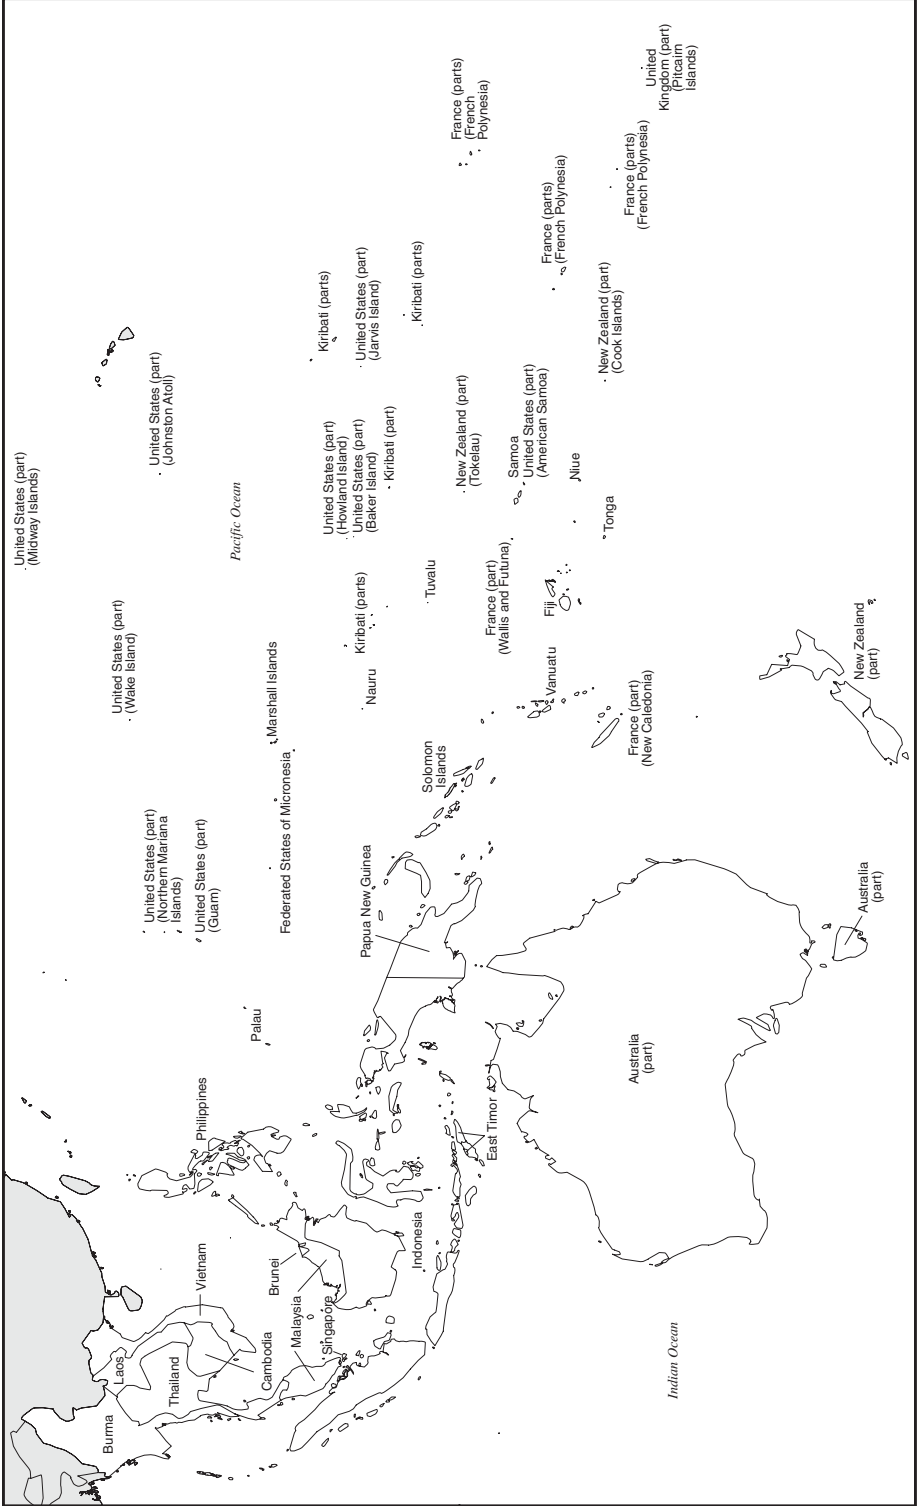 United States (part)
(Midway Islands)
United States (part)
(Wake Island)
United States (part)
(Johnston Atoll)
United States (part)
(Northern Mariana
Islands)
United States (part)
(Guam)
Pacific Ocean
Philippines
Palau
Federated States of Micronesia
Marshall Islands
Burma
Laos
Thailand
Vietnam
Cambodia
Brunei
Malaysia
Singapore
Indonesia
Papua New Guinea
Nauru
Kiribati (parts)
United States (part)
(Howland Island)
United States (part)
(Baker Island)
Kiribati (part)
Kiribati (parts)
United States (part)
(Jarvis Island)
Kiribati (parts)
Solomon
Islands
Tuvalu
New Zealand (part)
(Tokelau)
France (parts)
(French
Polynesia)
East Timor
France (part)
(Wallis and Futuna)
Samoa
United States (part)
(American Samoa)
Vanuatu
Fiji
Niue
France (parts)
(French Polynesia)
Tonga
New Zealand (part)
(Cook Islands)
France (parts)
(French Polynesia)
United
Kingdom (part)
(Pitcairn
Islands)
France (part)
(New Caledonia)
Australia
(part)
Indian Ocean
Australia
(part)
New Zealand
(part)